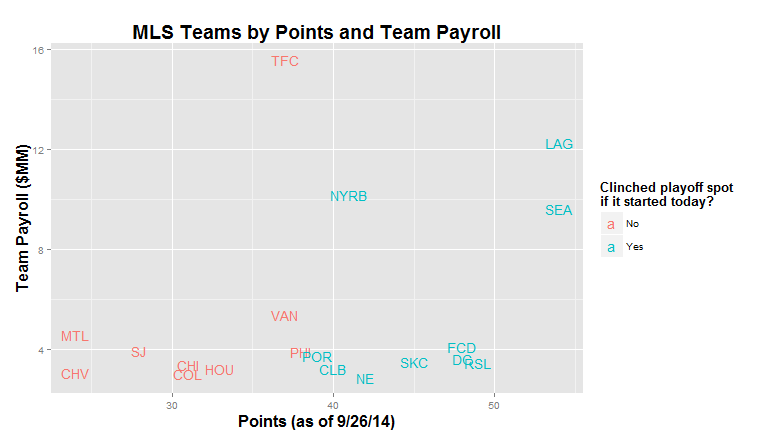 MLS Teams by Points and Team Payroll
Team Payroll ($MM)
16
12
8
4
TFC
LAG
NYRB
SEA
VAN
MTL
SJ
PHI
POR
FCD
CHV
CHI
COL
HOU
CLB
NE
SKC
DC
RSL
30
40
50
Points (as of 9/26/14)
Clinched playoff spot
if it started today?
a No
a Yes